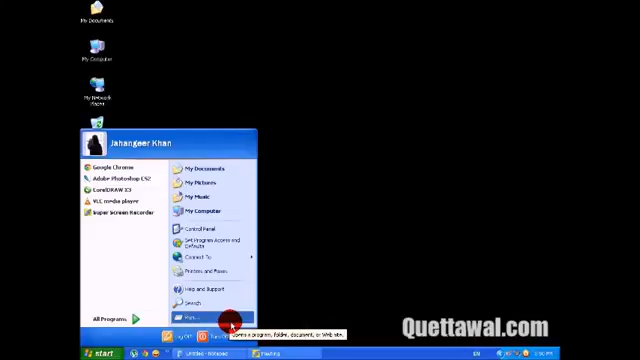 My Documents
My Computer
My Network
Places
Jahangeer Khan
Google Chrome
Adobe Photoshop CS2
CorelDRAW X3
VLC media player
Super Screen Recorder
All Programs
My Documents
My Pictures
My Music
My Computer
Control Panel
Set Program Access and
Defaults
Connect To
Printers and Faxes
Help and Support
Search
Run...
Log Off
Opens a program, folder, document, or Web site.
Quettawal.com
start
Untitled - Notepad
EN